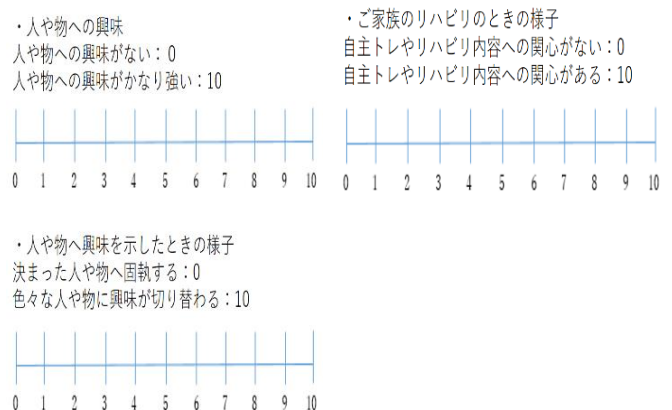 ・人や物への興味
人や物への興味がない：0
人や物への興味がかなり強い：10
0 1 2 3 4 5 6 7 8 9 10
・ご家族のリハビリのときの様子
自主トレやリハビリ内容への関心がない：0
自主トレやリハビリ内容への関心がある：10
0 1 2 3 4 5 6 7 8 9 10
・人や物へ興味を示したときの様子
決まった人や物へ固執する：0
色々な人や物に興味が切り替わる：10
0 1 2 3 4 5 6 7 8 9 10